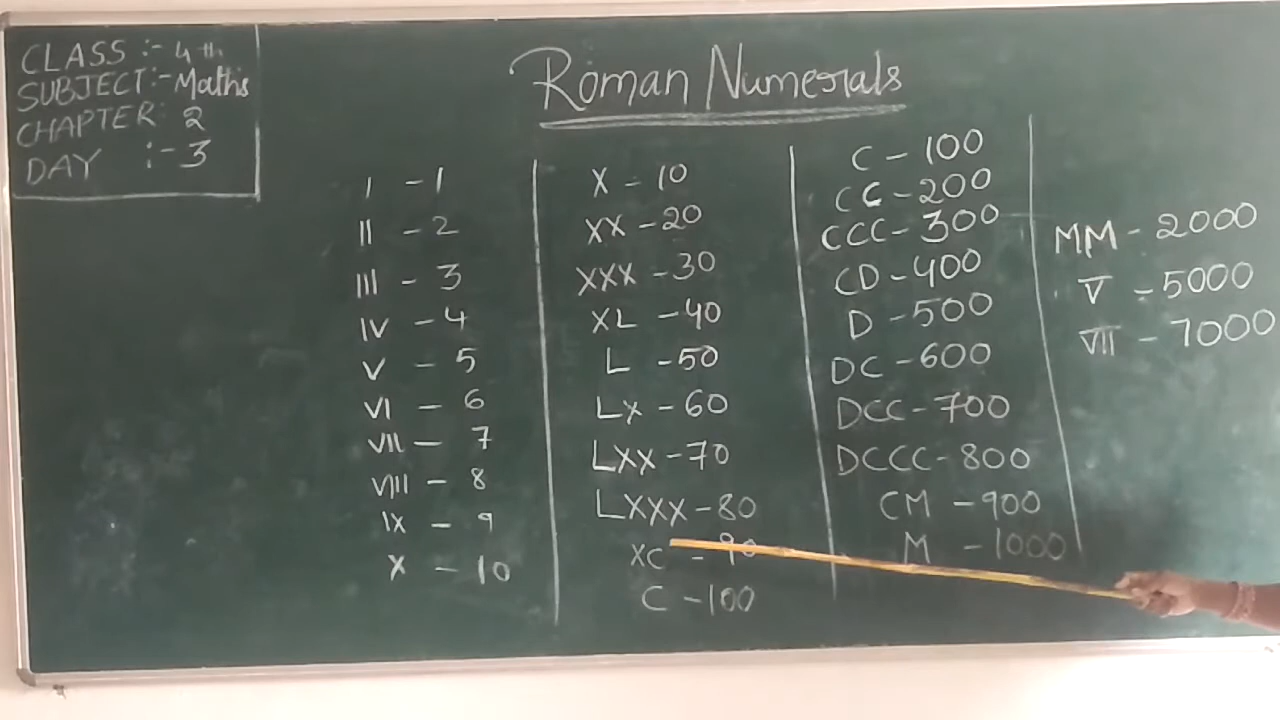 CLASS :- 4th
SUBJECT:- Maths
CHAPTER: 2
DAY :- 3
Roman Numerals
I - 1
II - 2
III - 3
IV - 4
V - 5
VI - 6
VII - 7
VIII - 8
IX - 9
X - 10
X - 10
XX - 20
XXX - 30
XL - 40
L - 50
LX - 60
LXX - 70
LXXX - 80
XC - 90
C - 100
C - 100
CC - 200
CCC - 300
CD - 400
D - 500
DC - 600
DCC - 700
DCCC - 800
CM - 900
M - 1000
MM - 2000
V̅ - 5000
V̅I̅I̅ - 7000